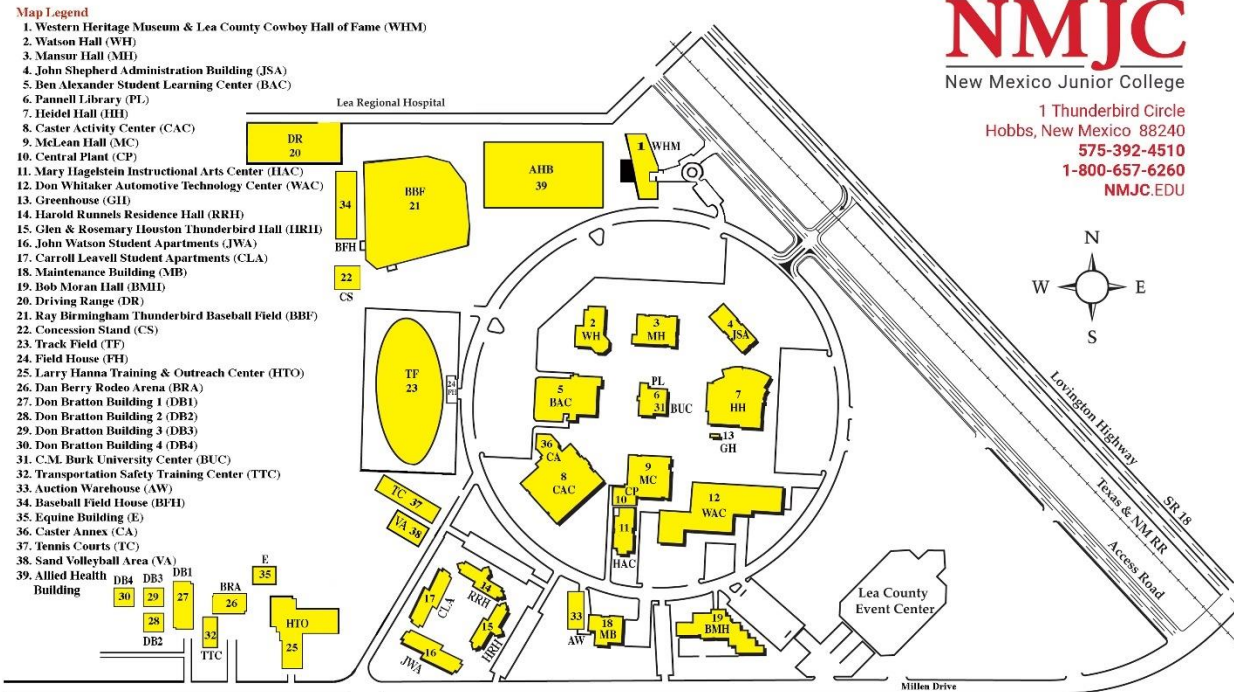 Map Legend
1. Western Heritage Museum & Lea County Cowboy Hall of Fame (WHM)
2. Watson Hall (WH)
3. Mansur Hall (MH)
4. John Shepherd Administration Building (JSA)
5. Ben Alexander Student Learning Center (BAC)
6. Pannell Library (PL)
7. Heidel Hall (HH)
8. Caster Activity Center (CAC)
9. McLean Hall (MC)
10. Central Plant (CP)
11. Mary Hagelstein Instructional Arts Center (HAC)
12. Don Whitaker Automotive Technology Center (WAC)
13. Greenhouse (GH)
14. Harold Runnels Residence Hall (RRH)
15. Glen & Rosemary Houston Thunderbird Hall (HRH)
16. John Watson Student Apartments (JWA)
17. Carroll Leavell Student Apartments (CLA)
18. Maintenance Building (MB)
19. Bob Moran Hall (BMH)
20. Driving Range (DR)
21. Ray Birmingham Thunderbird Baseball Field (BBF)
22. Concession Stand (CS)
23. Track Field (TF)
24. Field House (FH)
25. Larry Hanna Training & Outreach Center (HTO)
26. Dan Berry Rodeo Arena (BRA)
27. Don Bratton Building 1 (DB1)
28. Don Bratton Building 2 (DB2)
29. Don Bratton Building 3 (DB3)
30. Don Bratton Building 4 (DB4)
31. C.M. Burk University Center (BUC)
32. Transportation Safety Training Center (TTC)
33. Auction Warehouse (AW)
34. Baseball Field House (BFH)
35. Equine Building (E)
36. Caster Annex (CA)
37. Tennis Courts (TC)
38. Sand Volleyball Area (VA)
39. Allied Health
Building
NMJC
New Mexico Junior College
1 Thunderbird Circle
Hobbs, New Mexico 88240
575-392-4510
1-800-657-6260
NMJC.EDU
N
W E
S
Lea Regional Hospital
DR
20
34
BFH
BBF
21
22
CS
AHB
39
1
WHM
TF
23
24
FH
2
WH
3
MH
4
JSA
5
BAC
PL
6
31
BUC
7
HH
13
GH
36
CA
8
CAC
9
MC
CP
10
11
HAC
12
WAC
TC 37
VA 38
Lovington Highway
SR 18
Texas & NM RR
Access Road
Lea County
Event Center
DB4
30
DB3
29
28
DB2
DB1
27
32
TTC
BRA
26
E
35
HTO
25
17
CLA
14
RRH
15
HRH
16
JWA
33
AW
18
MB
19
BMH
Millen Drive